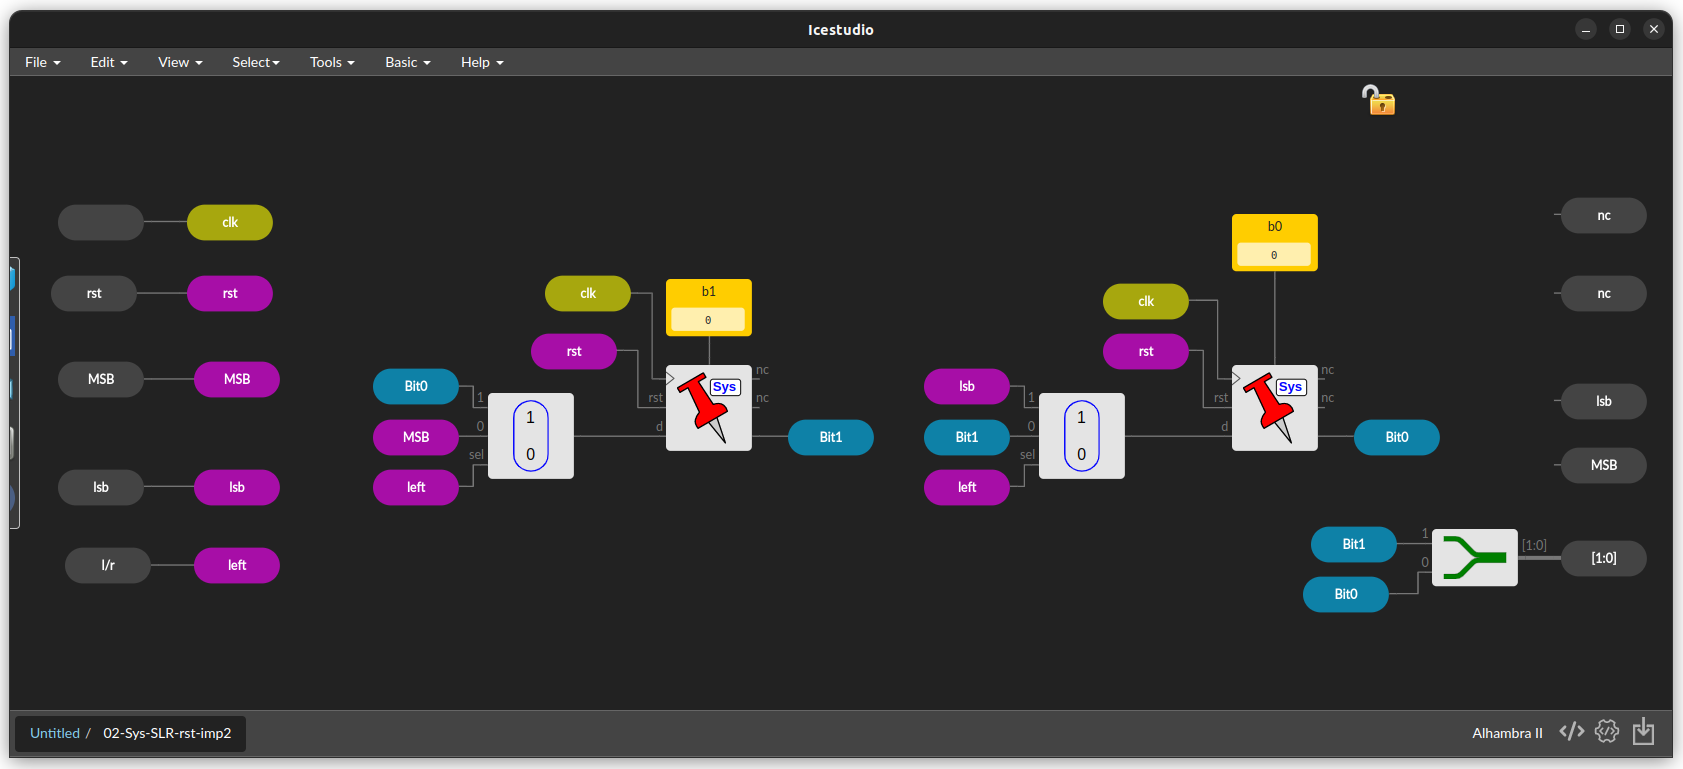 Icestudio
File Edit View Select Tools Basic Help
clk
rst rst
MSB MSB
lsb lsb
l/r left
clk
rst
b1
0
Bit0
MSB
left
1
0
sel
1
0
rst
d
Sys
nc
nc
Bit1
b0
0
clk
rst
lsb
Bit1
left
1
0
sel
1
0
rst
d
Sys
nc
nc
Bit0
nc
nc
lsb
MSB
Bit1
Bit0
1
0
[1:0]
[1:0]
Untitled / 02-Sys-SLR-rst-imp2
Alhambra II